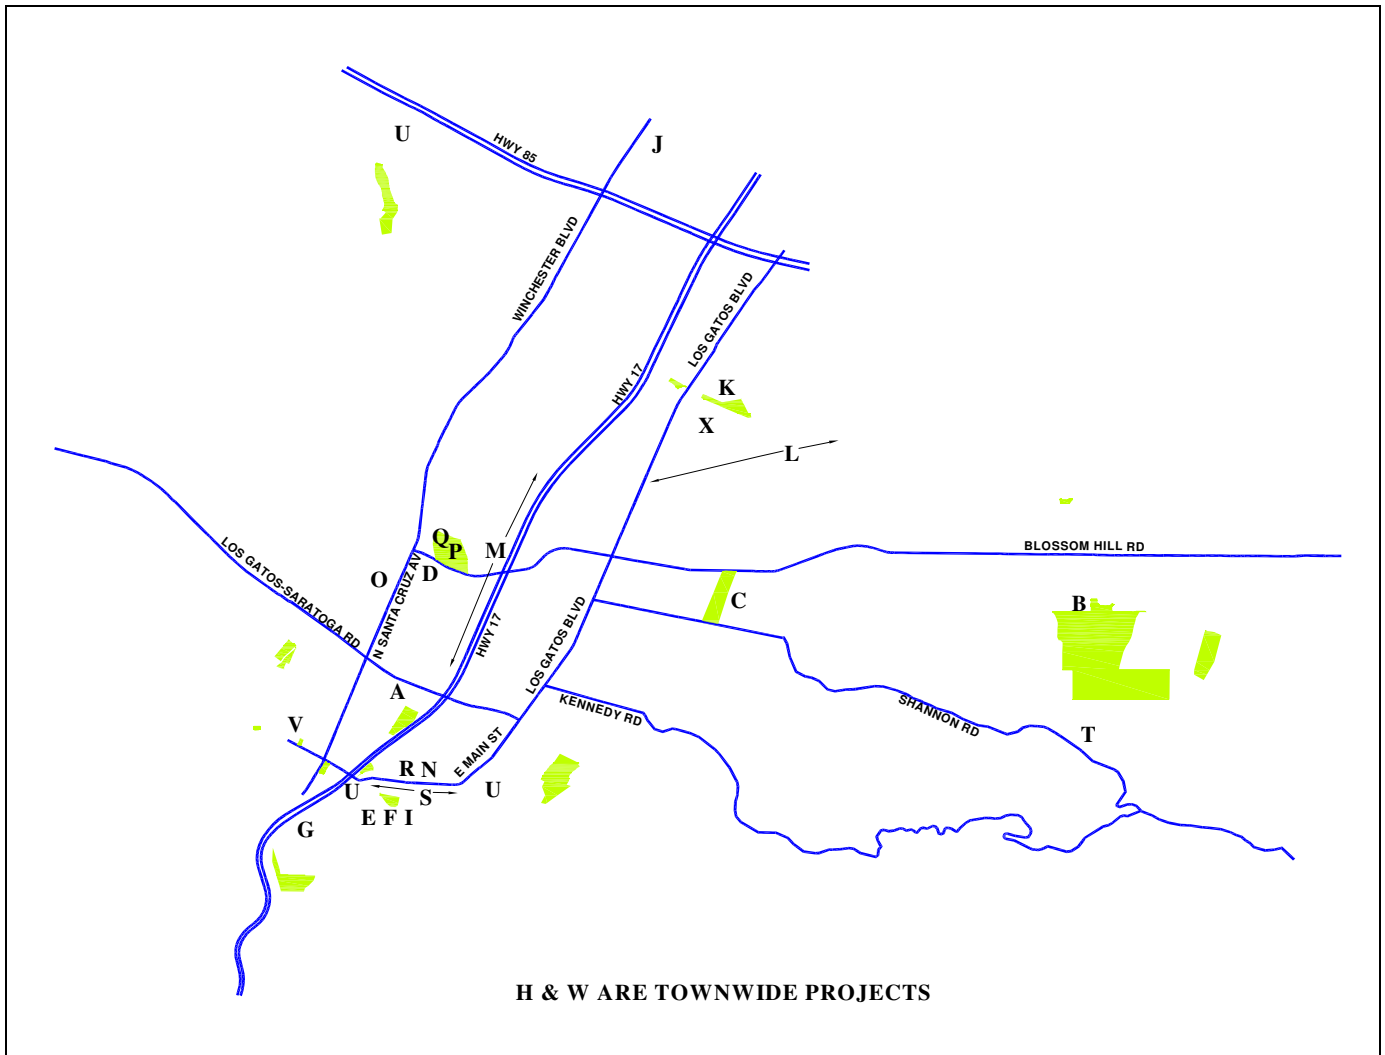 U
J
HWY 85
WINCHESTER BLVD
LOS GATOS BLVD
HWY 17
K
X
L
Q
P
M
D
O
N SANTA CRUZ AV
LOS GATOS-SARATOGA RD
BLOSSOM HILL RD
C
B
HWY 17
LOS GATOS BLVD
A
KENNEDY RD
SHANNON RD
T
V
E MAIN ST
R N
U
S
U
E F I
G
H & W ARE TOWNWIDE PROJECTS